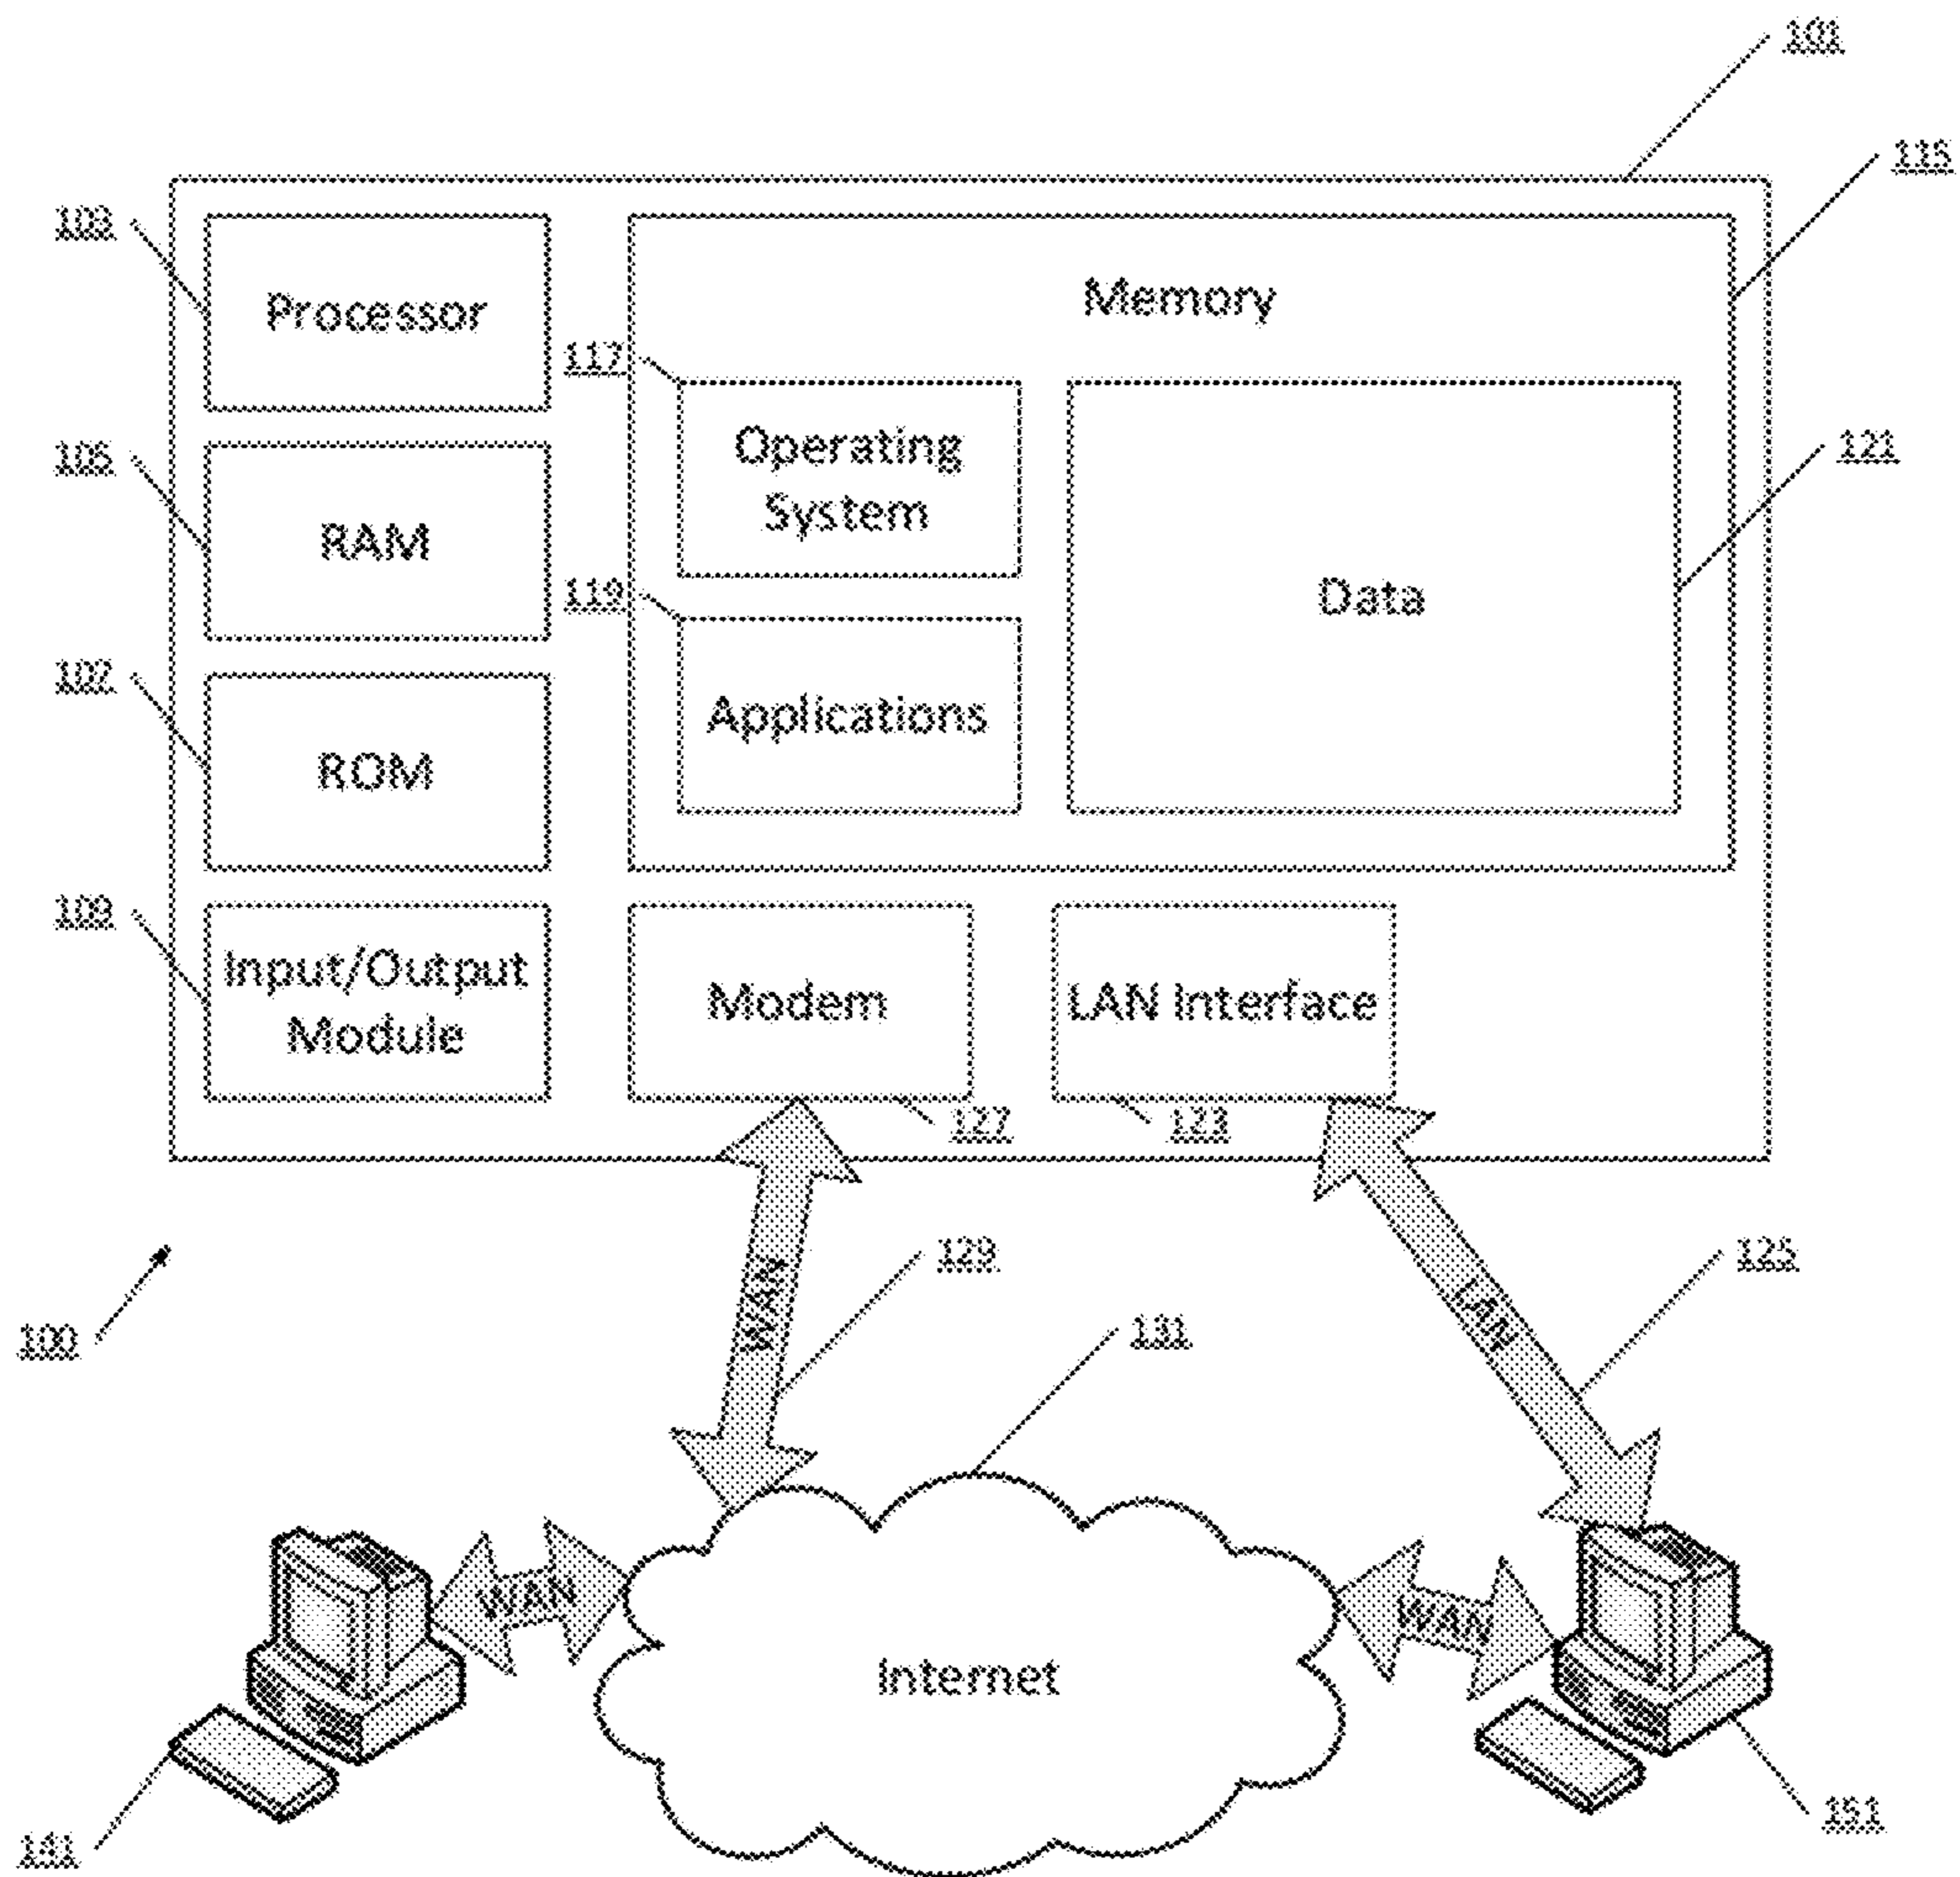 101
115
103
Processor
Memory
117
105
Operating
System
121
RAM
119
Data
107
Applications
ROM
109
Input/Output
Module
Modem
LAN Interface
127
123
WAN
129
LAN
125
100
131
WAN
WAN
Internet
141
151